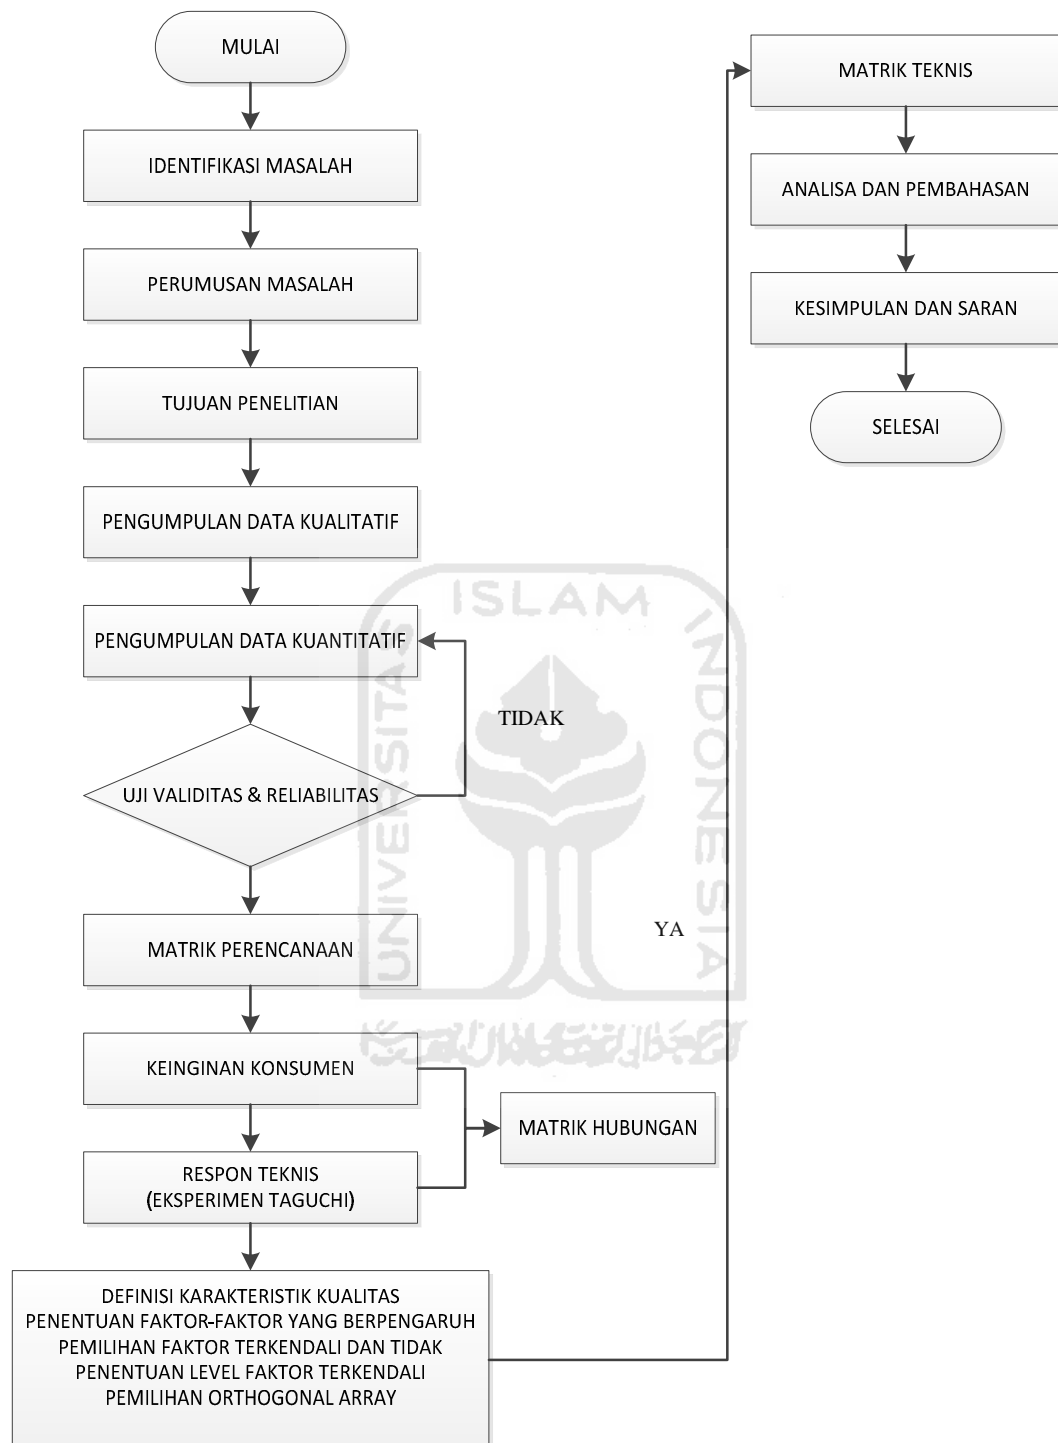 MULAI
IDENTIFIKASI MASALAH
PERUMUSAN MASALAH
TUJUAN PENELITIAN
PENGUMPULAN DATA KUALITATIF
PENGUMPULAN DATA KUANTITATIF
TIDAK
UJI VALIDITAS & RELIABILITAS
YA
MATRIK PERENCANAAN
KEINGINAN KONSUMEN
MATRIK HUBUNGAN
RESPON TEKNIS
(EKSPERIMEN TAGUCHI)
DEFINISI KARAKTERISTIK KUALITAS
PENENTUAN FAKTOR-FAKTOR YANG BERPENGARUH
PEMILIHAN FAKTOR TERKENDALI DAN TIDAK
PENENTUAN LEVEL FAKTOR TERKENDALI
PEMILIHAN ORTHOGONAL ARRAY
MATRIK TEKNIS
ANALISA DAN PEMBAHASAN
KESIMPULAN DAN SARAN
SELESAI
UNIVERSITAS
ISLAM
INDONESIA